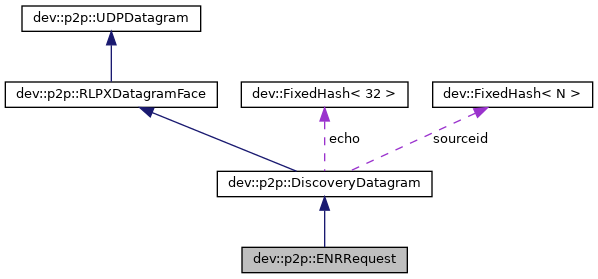 dev::p2p::UDPDatagram
dev::p2p::RLPXDatagramFace
dev::FixedHash< 32 >
dev::FixedHash< N >
echo
sourceid
dev::p2p::DiscoveryDatagram
dev::p2p::ENRRequest